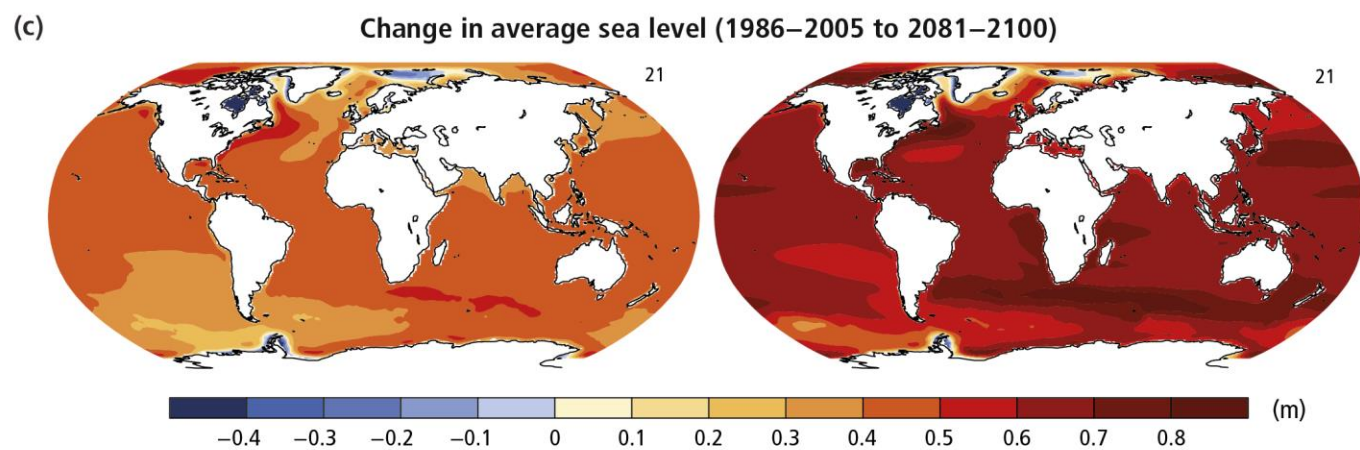 (c) Change in average sea level (1986–2005 to 2081–2100)
21 21
−0.4 −0.3 −0.2 −0.1 0 0.1 0.2 0.3 0.4 0.5 0.6 0.7 0.8 (m)